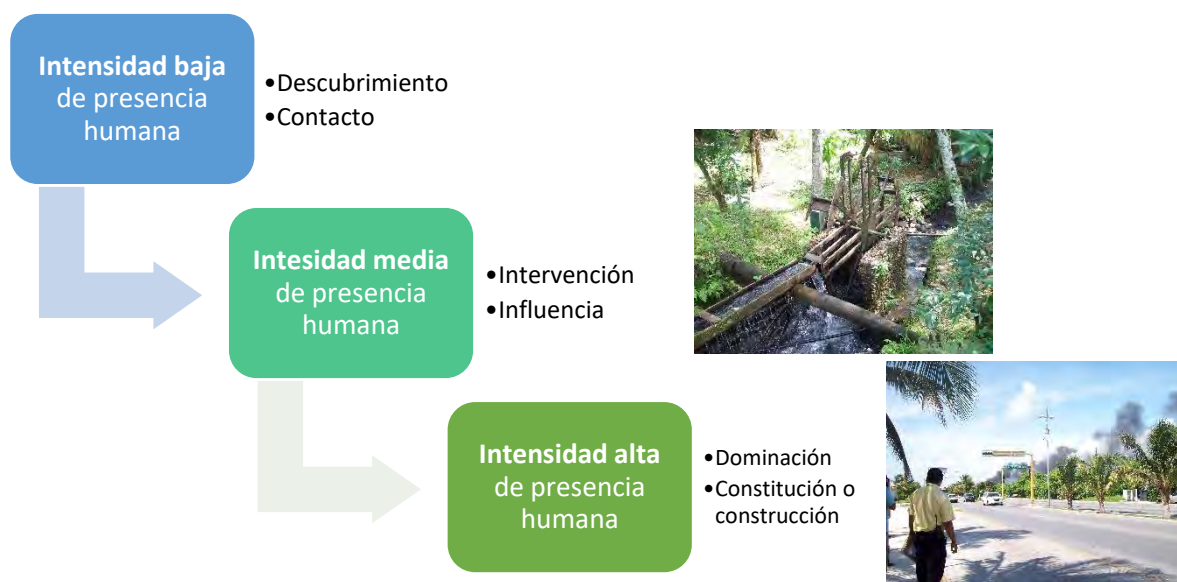 Intensidad baja
de presencia
humana
•Descubrimiento
•Contacto
Intesidad media
de presencia
humana
•Intervención
•Influencia
Intensidad alta
de presencia
humana
•Dominación
•Constitución o
construcción